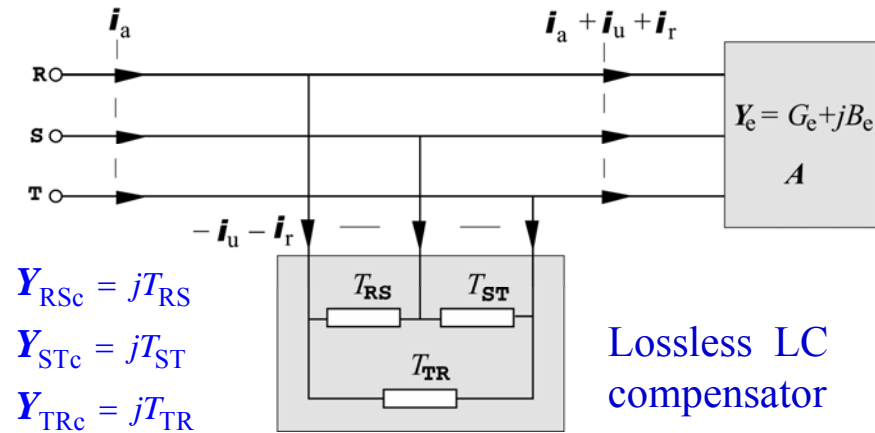 i_a
i_a + i_u + i_r
R
S
T
Y_e = G_e + jB_e
A
− i_u − i_r
T_RS T_ST
T_TR
Y_RSc = jT_RS
Y_STc = jT_ST
Y_TRc = jT_TR
Lossless LC
compensator